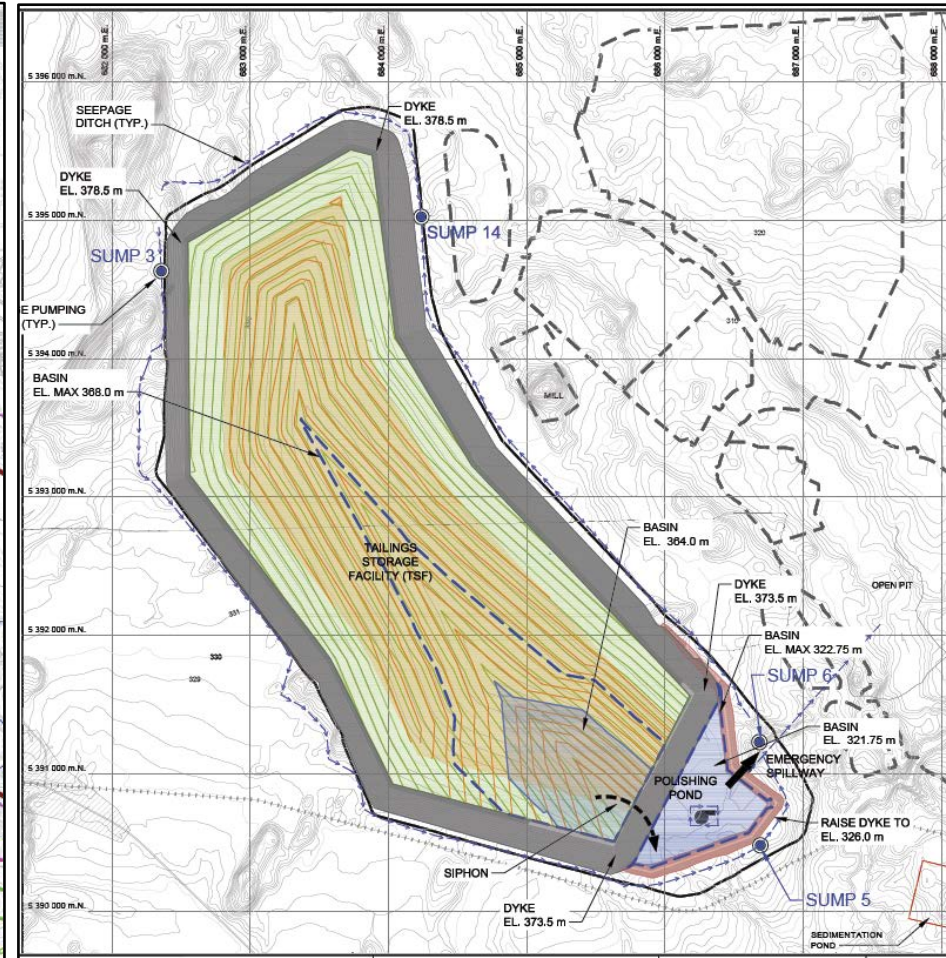 682 000 m.E.
683 000 m.E.
684 000 m.E.
685 000 m.E.
686 000 m.E.
687 000 m.E.
688 000 m.E.
5 396 000 m.N.
SEEPAGE
DITCH (TYP.)
DYKE
EL. 378.5 m
DYKE
EL. 378.5 m
5 395 000 m.N.
SUMP 14
320
SUMP 3
E PUMPING
(TYP.)
5 394 000 m.N.
BASIN
EL. MAX 368.0 m
MILL
5 393 000 m.N.
BASIN
EL. 364.0 m
TAILINGS
STORAGE
FACILITY (TSF)
OPEN PIT
DYKE
EL. 373.5 m
331
5 392 000 m.N.
BASIN
EL. MAX 322.75 m
330
329
SUMP 6
BASIN
EL. 321.75 m
EMERGENCY
SPILLWAY
5 391 000 m.N.
POLISHING
POND
RAISE DYKE TO
EL. 326.0 m
SIPHON
SUMP 5
DYKE
EL. 373.5 m
5 390 000 m.N.
SEDIMENTATION
POND